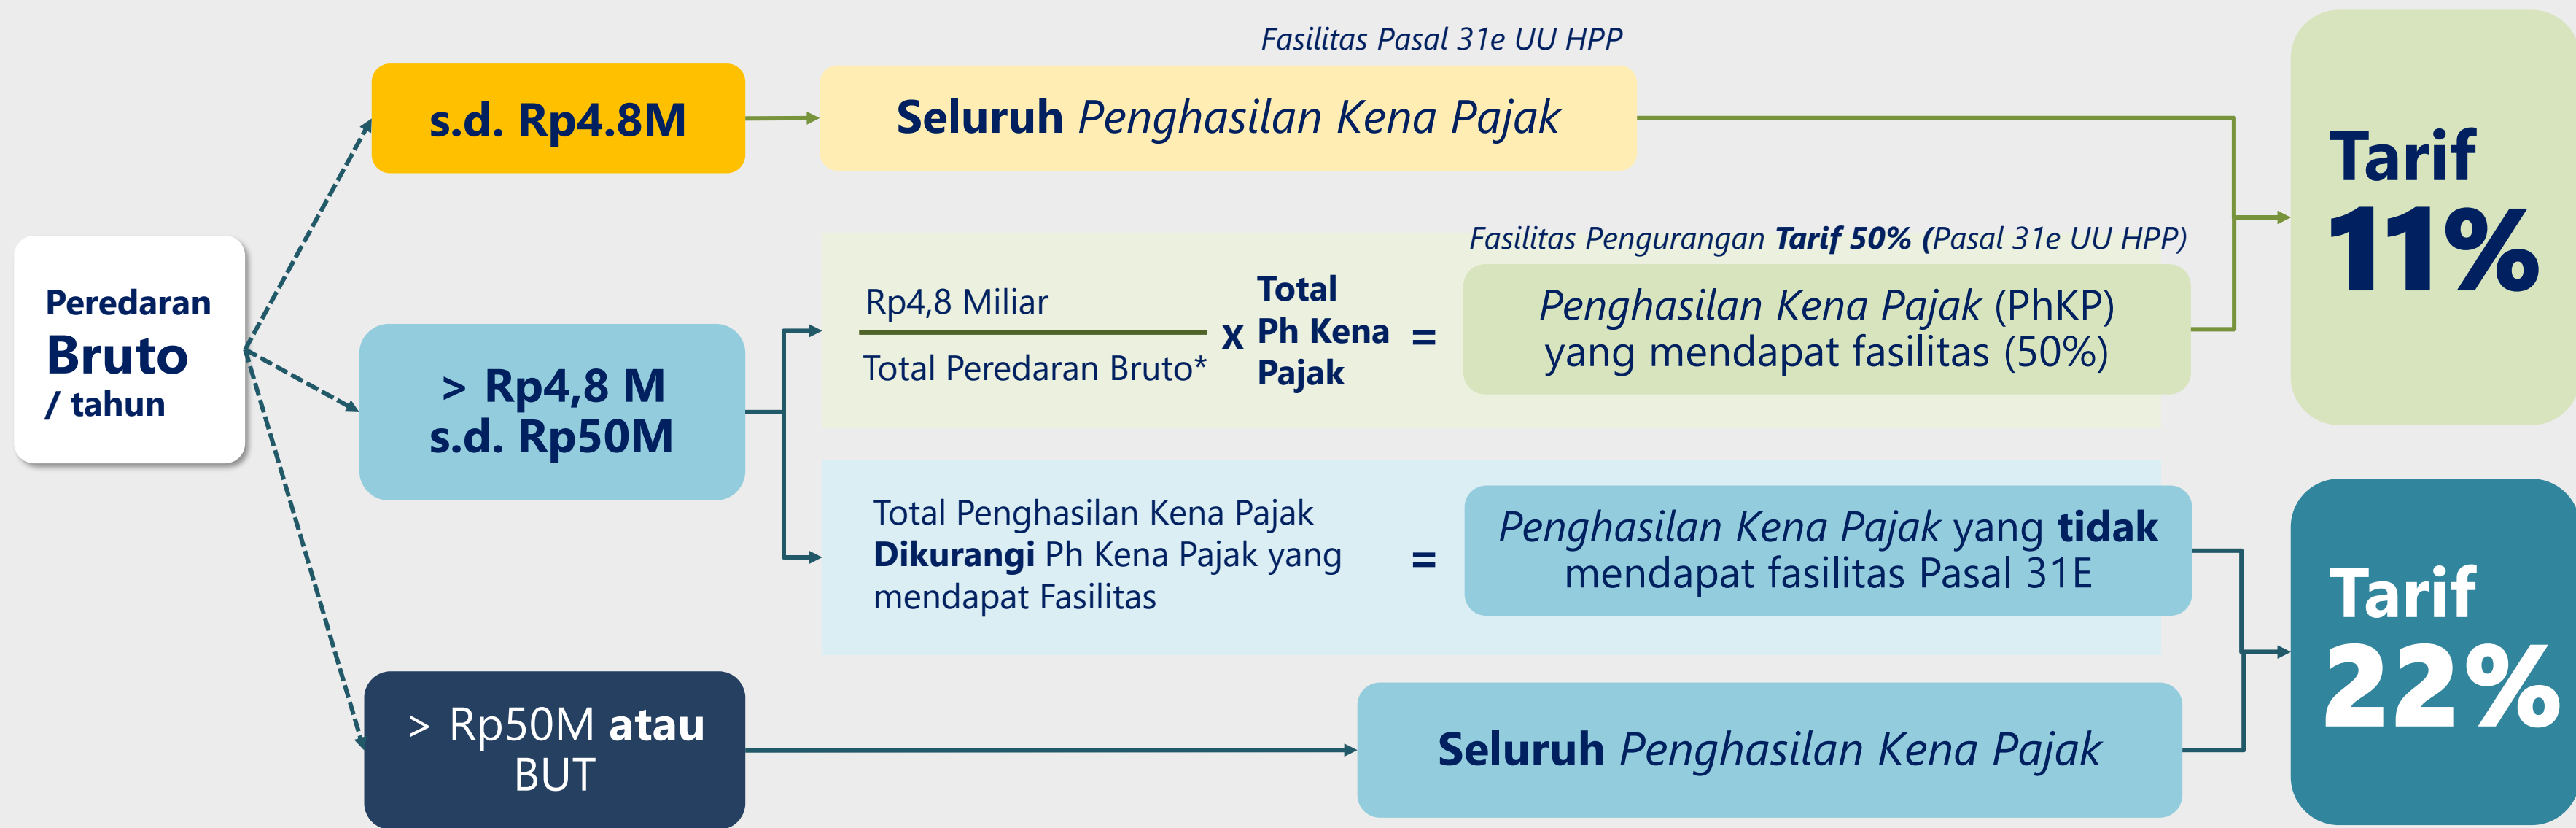 Fasilitas Pasal 31e UU HPP
s.d. Rp4.8M
Seluruh Penghasilan Kena Pajak
Tarif
11%
Peredaran
Bruto
/ tahun
> Rp4,8 M
s.d. Rp50M
Fasilitas Pengurangan Tarif 50% (Pasal 31e UU HPP)
Rp4,8 Miliar
Total Peredaran Bruto*
x
Total
Ph Kena
Pajak
=
Penghasilan Kena Pajak (PhKP)
yang mendapat fasilitas (50%)
Total Penghasilan Kena Pajak
Dikurangi Ph Kena Pajak yang
mendapat Fasilitas
=
Penghasilan Kena Pajak yang tidak
mendapat fasilitas Pasal 31E
Tarif
22%
> Rp50M atau
BUT
Seluruh Penghasilan Kena Pajak